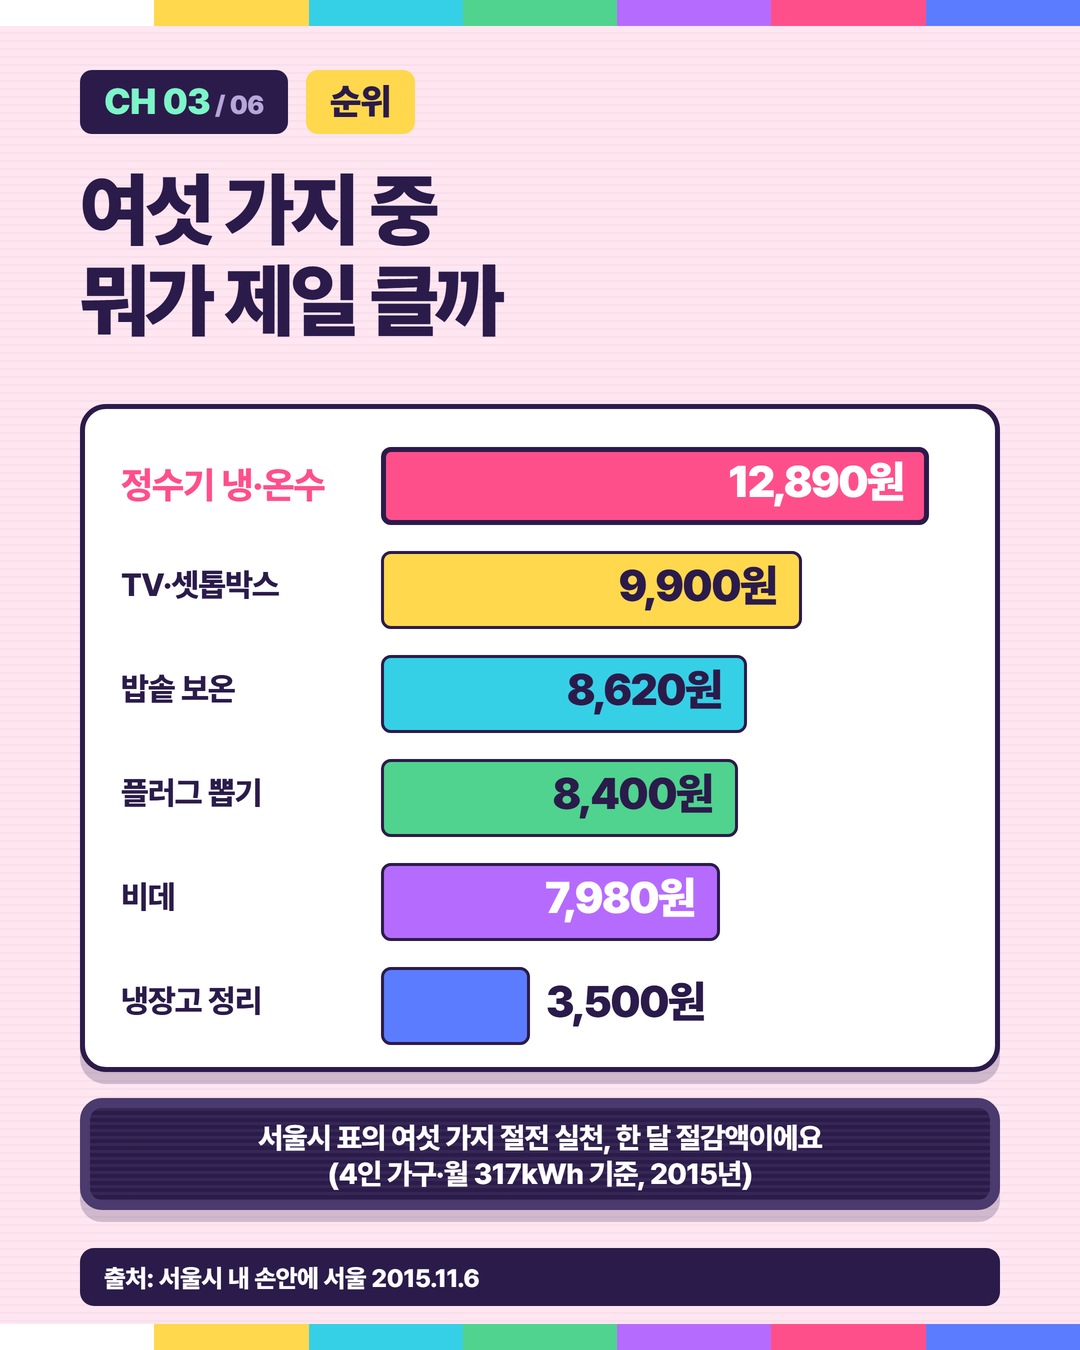 CH 03 / 06
순위
여섯 가지 중
뭐가 제일 클까
정수기 냉·온수
12,890원
TV·셋톱박스
9,900원
밥솥 보온
8,620원
플러그 뽑기
8,400원
비데
7,980원
냉장고 정리
3,500원
서울시 표의 여섯 가지 절전 실천, 한 달 절감액이에요
(4인 가구·월 317kWh 기준, 2015년)
출처: 서울시 내 손안에 서울 2015.11.6